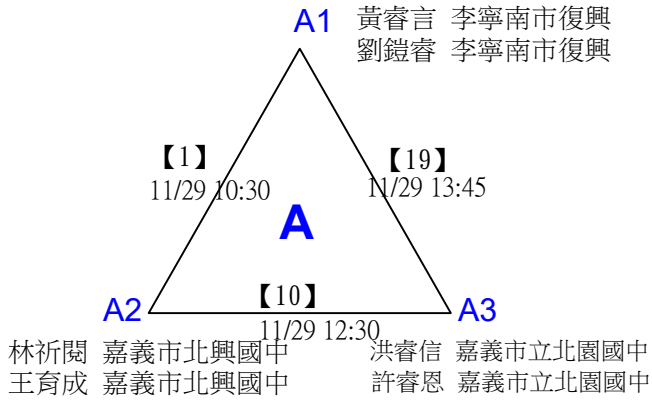 A1 黃睿言 李寧南市復興
劉鎧睿 李寧南市復興
【1】 【19】
11/29 10:30 11/29 13:45
A
【10】
A2 A3
11/29 12:30
林祈閱 嘉義市北興國中 洪睿信 嘉義市立北園國中
王育成 嘉義市北興國中 許睿恩 嘉義市立北園國中